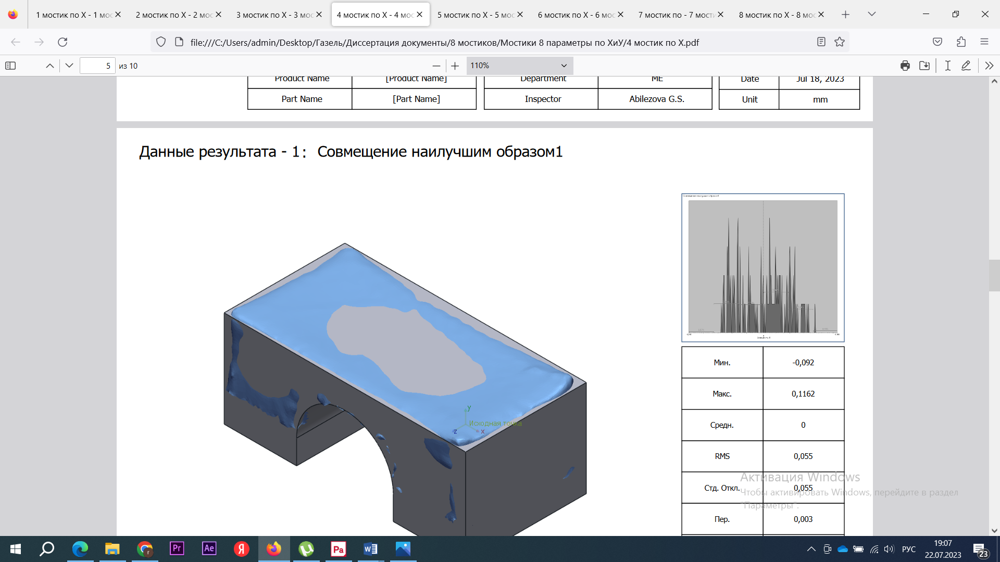 1 мостик по X - 1 мос
2 мостик по X - 2 мос
3 мостик по X - 3 мос
4 мостик по X - 4 мос
5 мостик по X - 5 мос
6 мостик по X - 6 мос
7 мостик по - 7 мости
8 мостик по X - 8 мос
file:///C:/Users/admin/Desktop/Газель/Диссертация документы/8 мостиков/Мостики 8 параметры по ХиУ/4 мостик по X.pdf
5 из 10
110%
Product Name [Product Name] Department ME Date Jul 18, 2023
Part Name [Part Name] Inspector Abilezova G.S. Unit mm
Данные результата - 1: Совмещение наилучшим образом1
Мин. -0,092
Макс. 0,1162
Средн. 0
RMS 0,055
Стд. Откл. 0,055
Пер. 0,003
y
Исходная точка
z x
Активация Windows
Чтобы активировать Windows, перейдите в раздел
"Параметры".
Pr
Ae
Я
Pa
W
РУС
19:07
22.07.2023
23